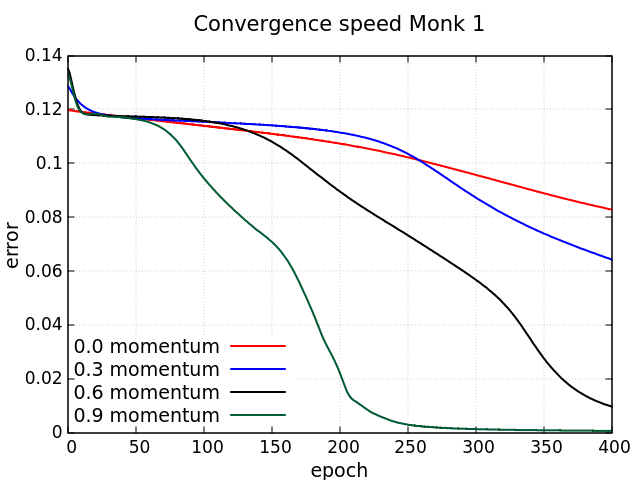 Convergence speed Monk 1
0.14
0.12
0.1
0.08
0.06
0.04
0.02
0
error
0.0 momentum
0.3 momentum
0.6 momentum
0.9 momentum
0 50 100 150 200 250 300 350 400
epoch